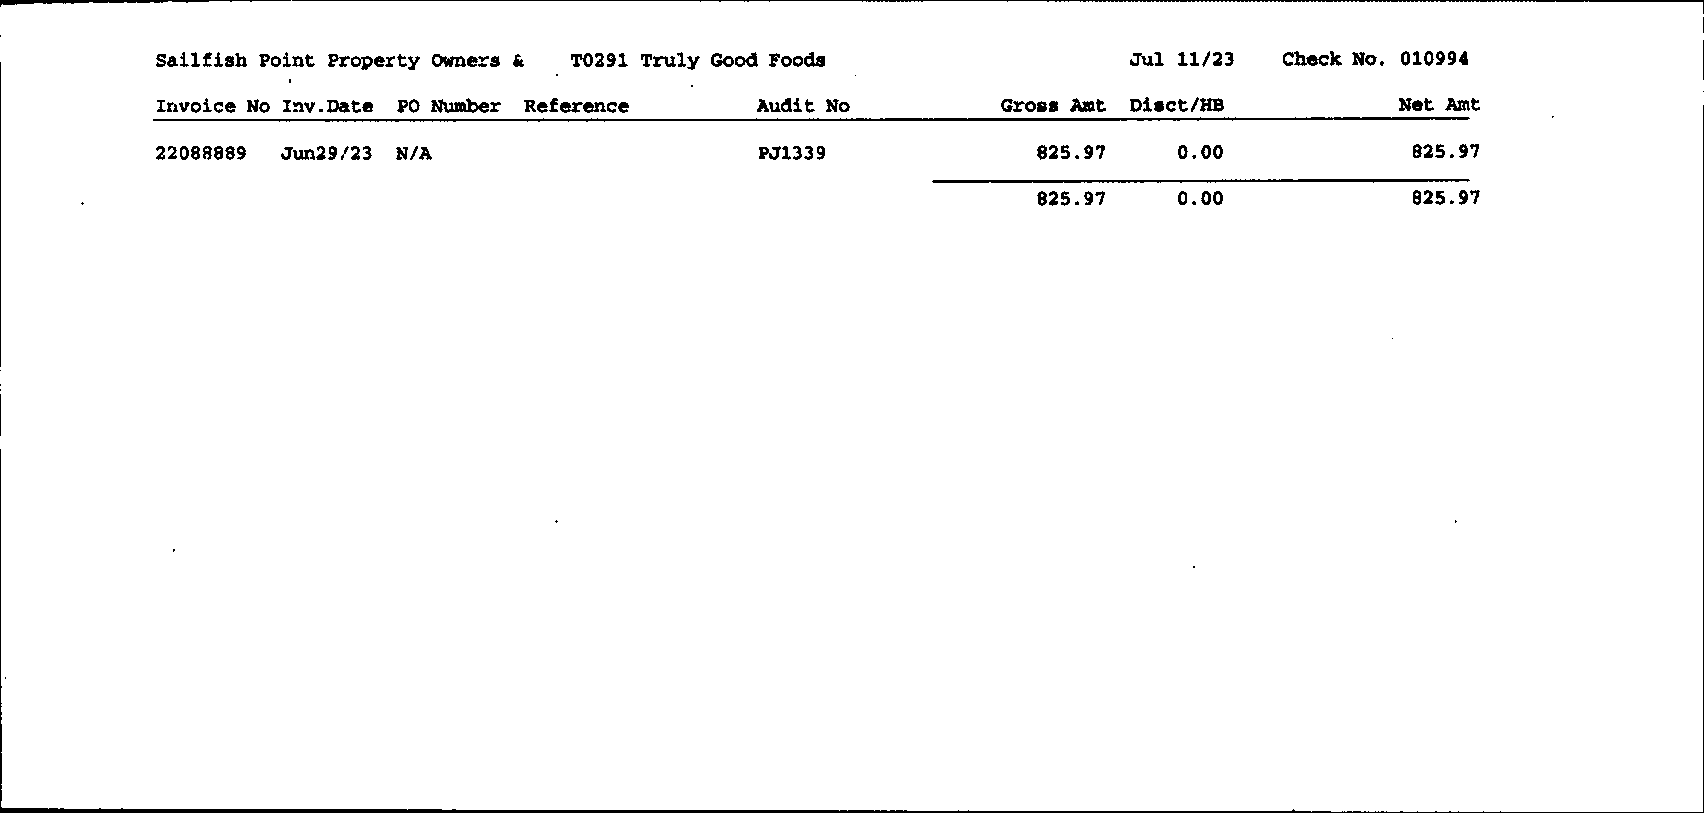 Sailfish Point Property Owners & T0291 Truly Good Foods Jul 11/23 Check No. 010994
Invoice No Inv.Date PO Number Reference Audit No Gross Amt Disct/HB Net Amt
22088889 Jun29/23 N/A PJ1339 825.97 0.00 825.97
825.97 0.00 825.97